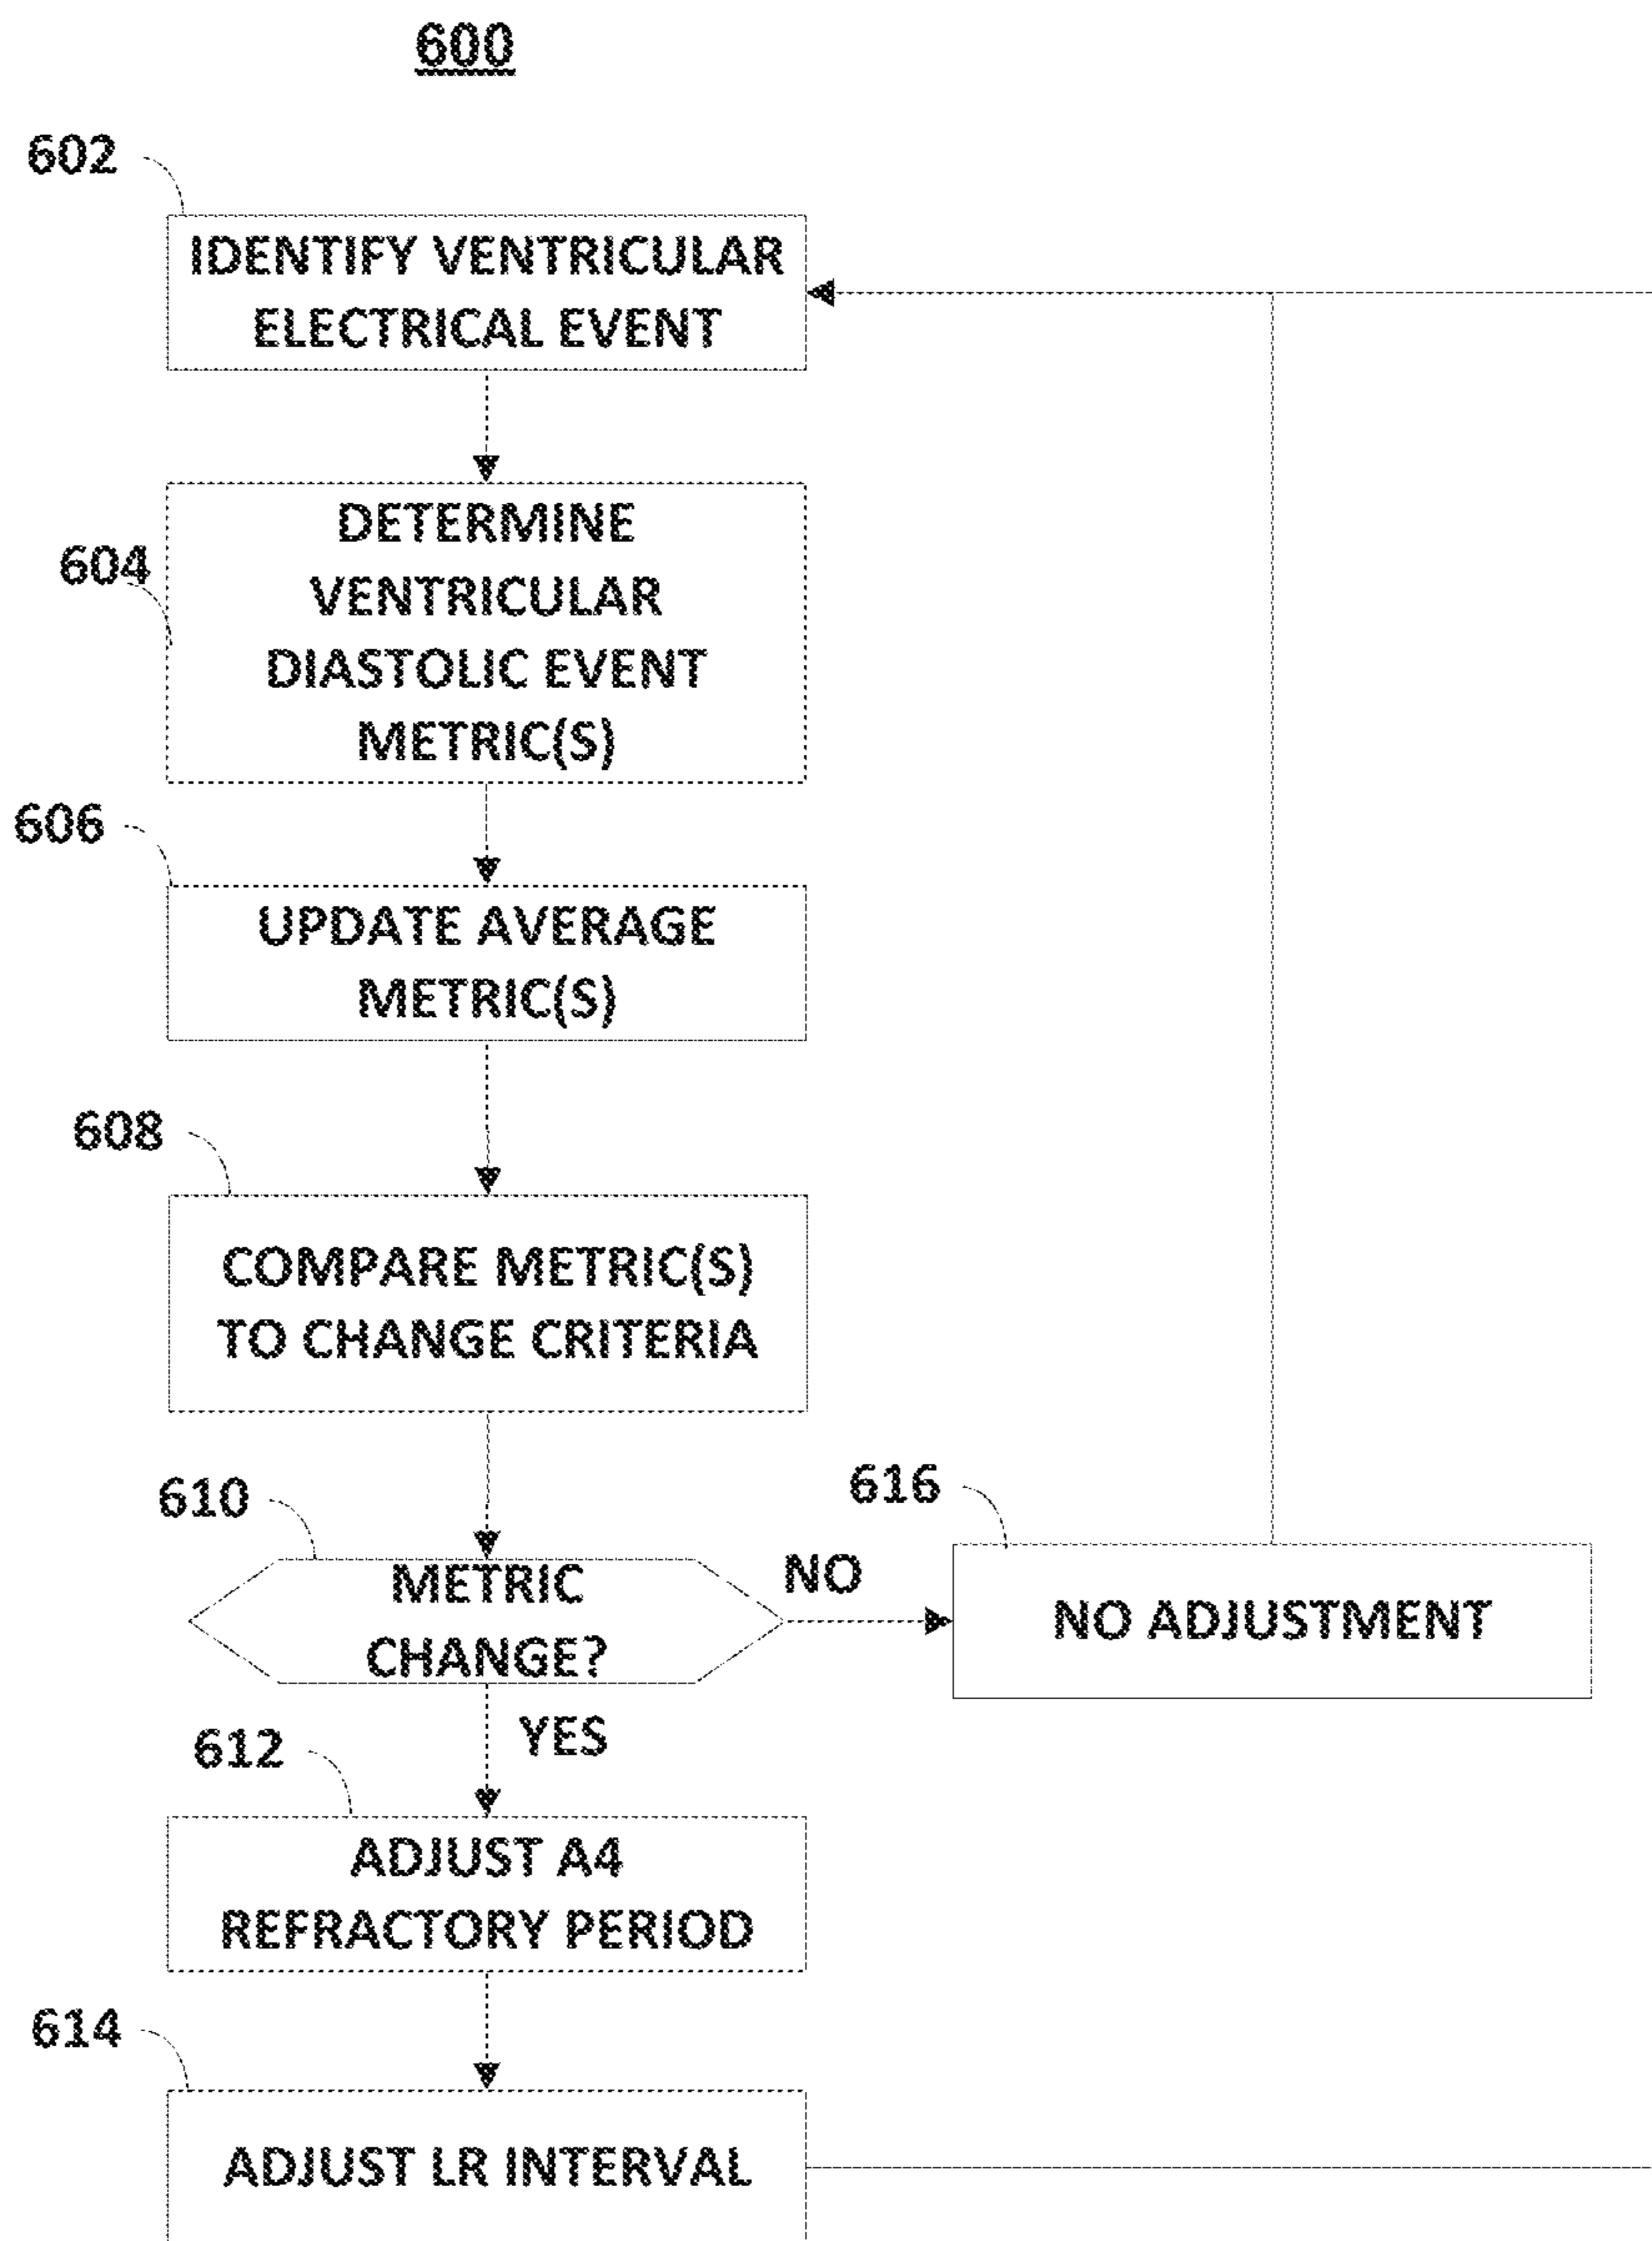 600
602
IDENTIFY VENTRICULAR
ELECTRICAL EVENT
604
DETERMINE
VENTRICULAR
DIASTOLIC EVENT
METRIC(S)
606
UPDATE AVERAGE
METRIC(S)
608
COMPARE METRIC(S)
TO CHANGE CRITERIA
610
METRIC
CHANGE?
NO
616
NO ADJUSTMENT
YES
612
ADJUST A4
REFRACTORY PERIOD
614
ADJUST LR INTERVAL